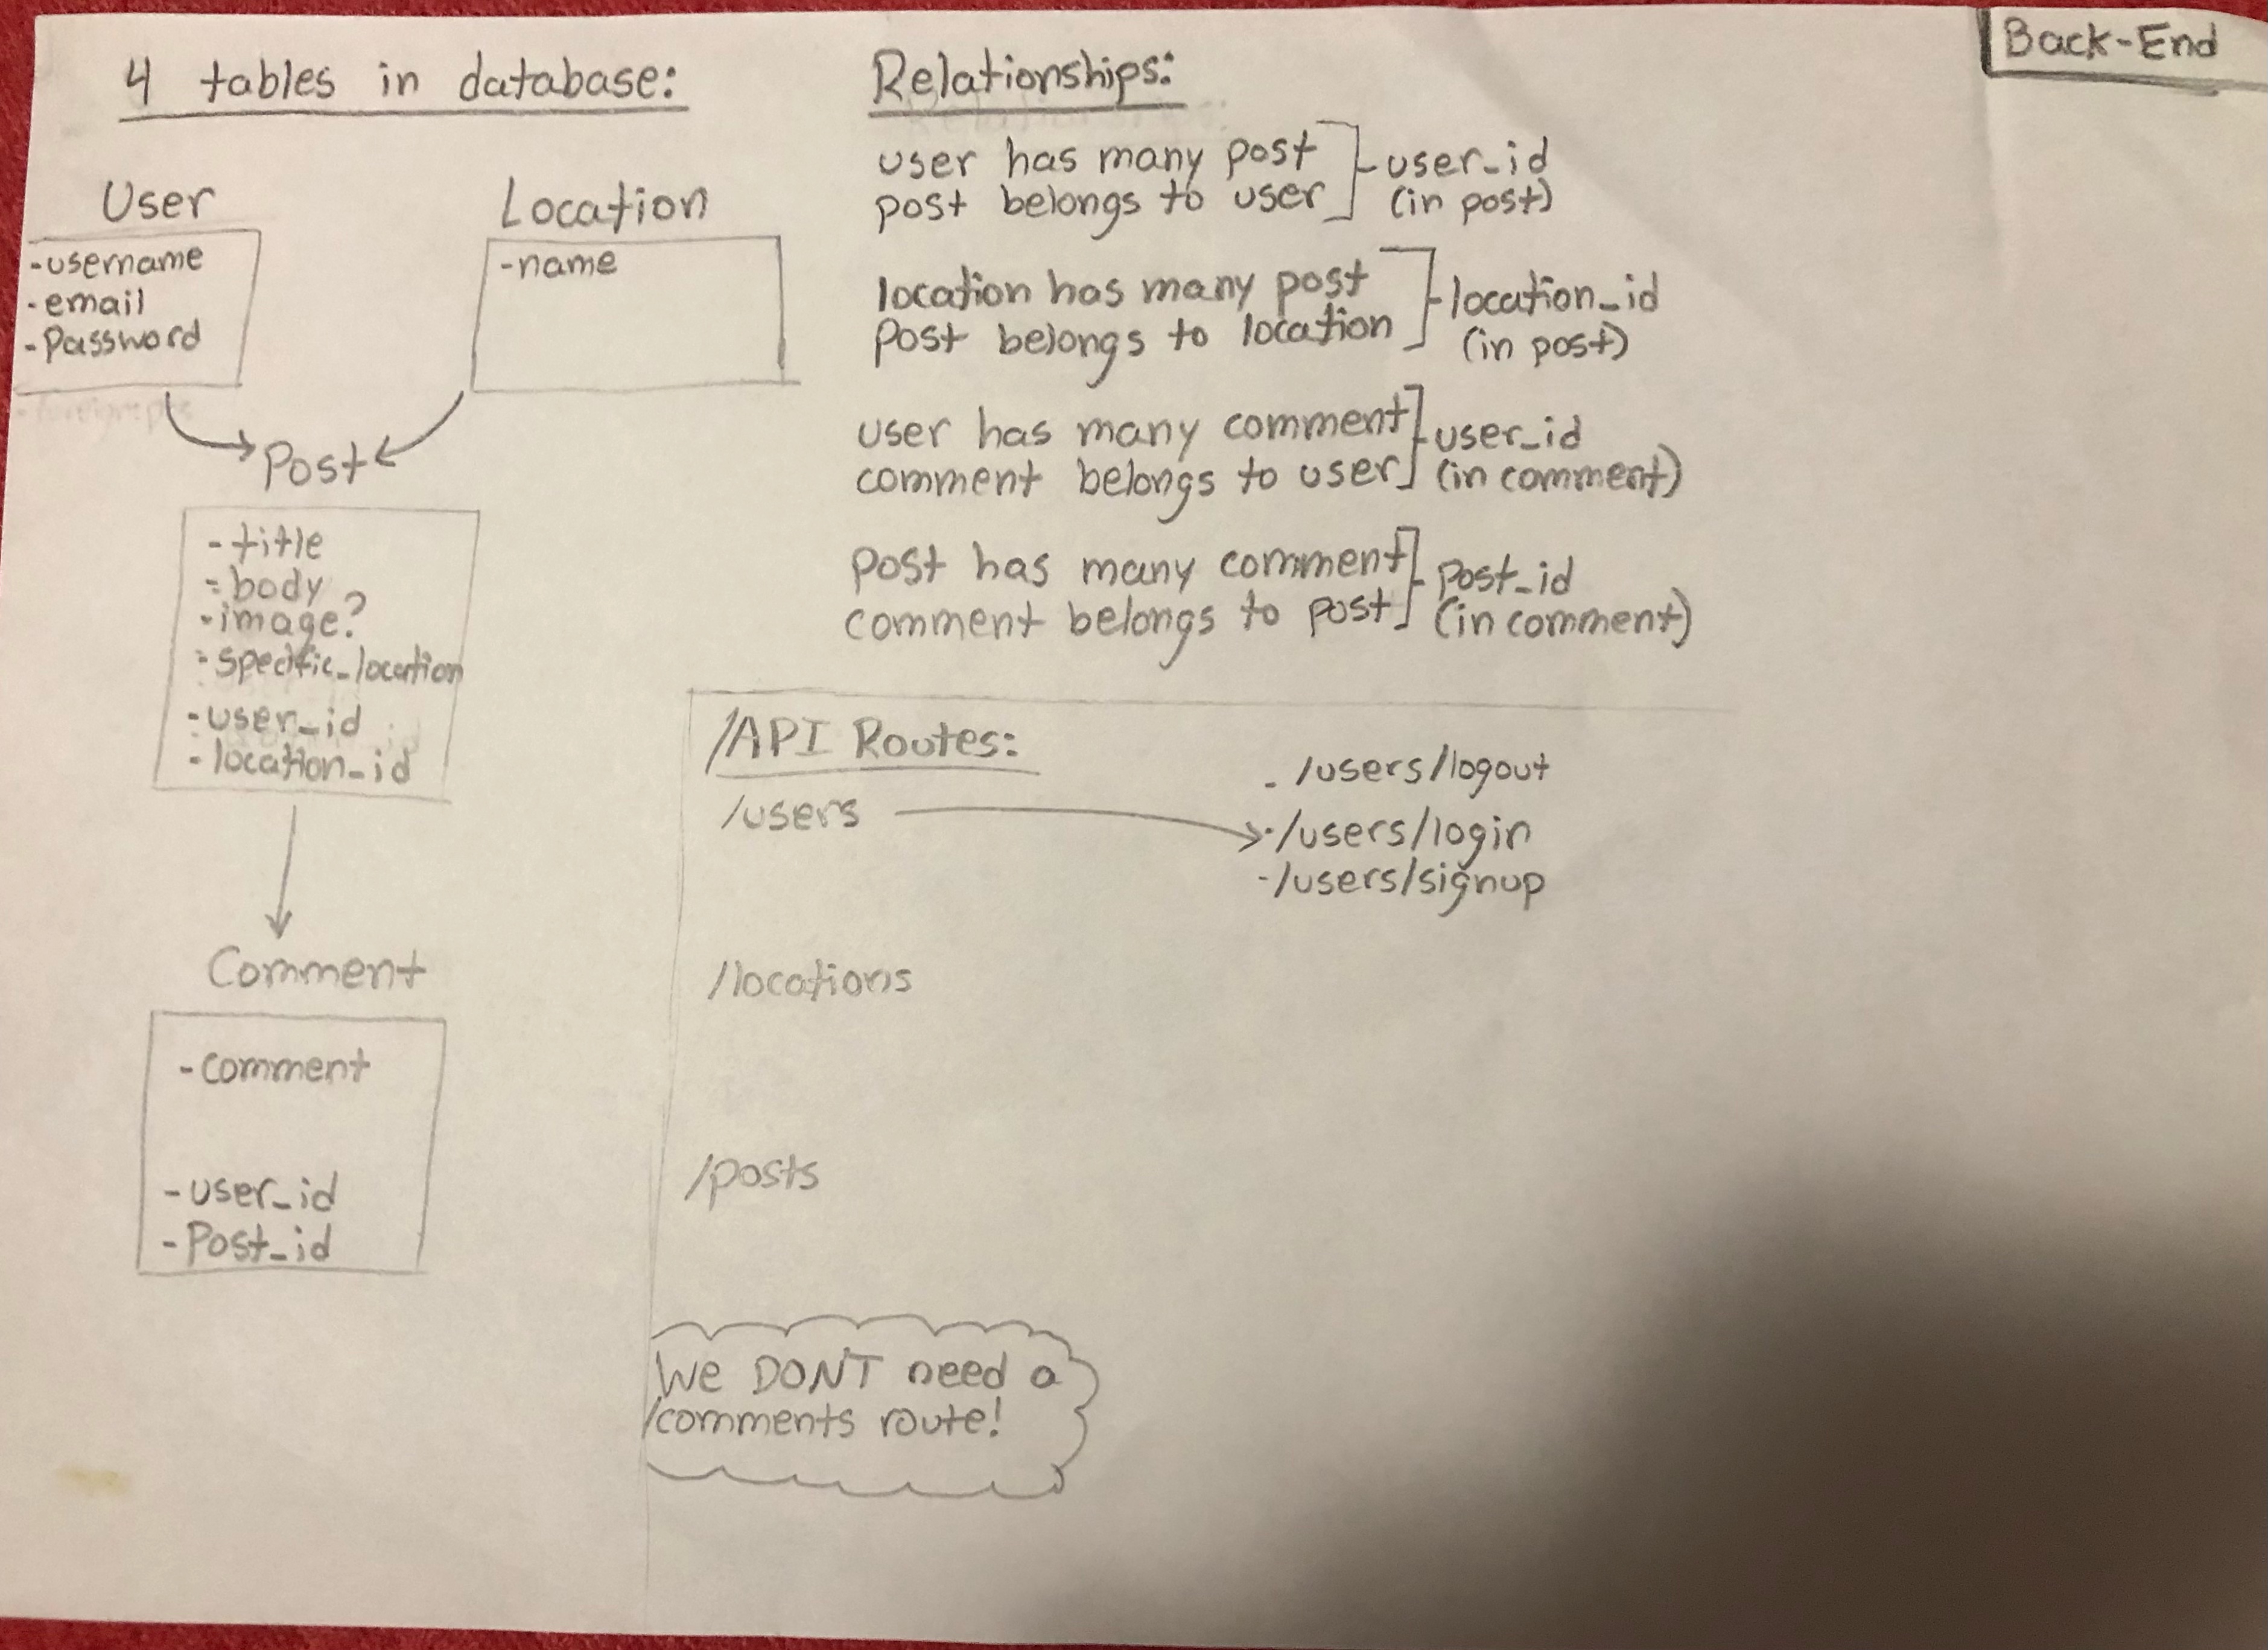 Back-End
4 tables in database:
User
-username
-email
-Password
Location
-name
Post
-title
-body
-image?
-specific_location
-user_id
-location_id
Comment
-comment
-user_id
-Post_id
Relationships:
user has many post
post belongs to user
user_id
(in post)
location has many post
Post belongs to location
location_id
(in post)
user has many comment
comment belongs to user
user_id
(in comment)
post has many comment
comment belongs to post
post_id
(in comment)
/API Routes:
/users
- /users/logout
-/users/login
-/users/signup
/locations
/posts
We DON'T need a
/comments route!